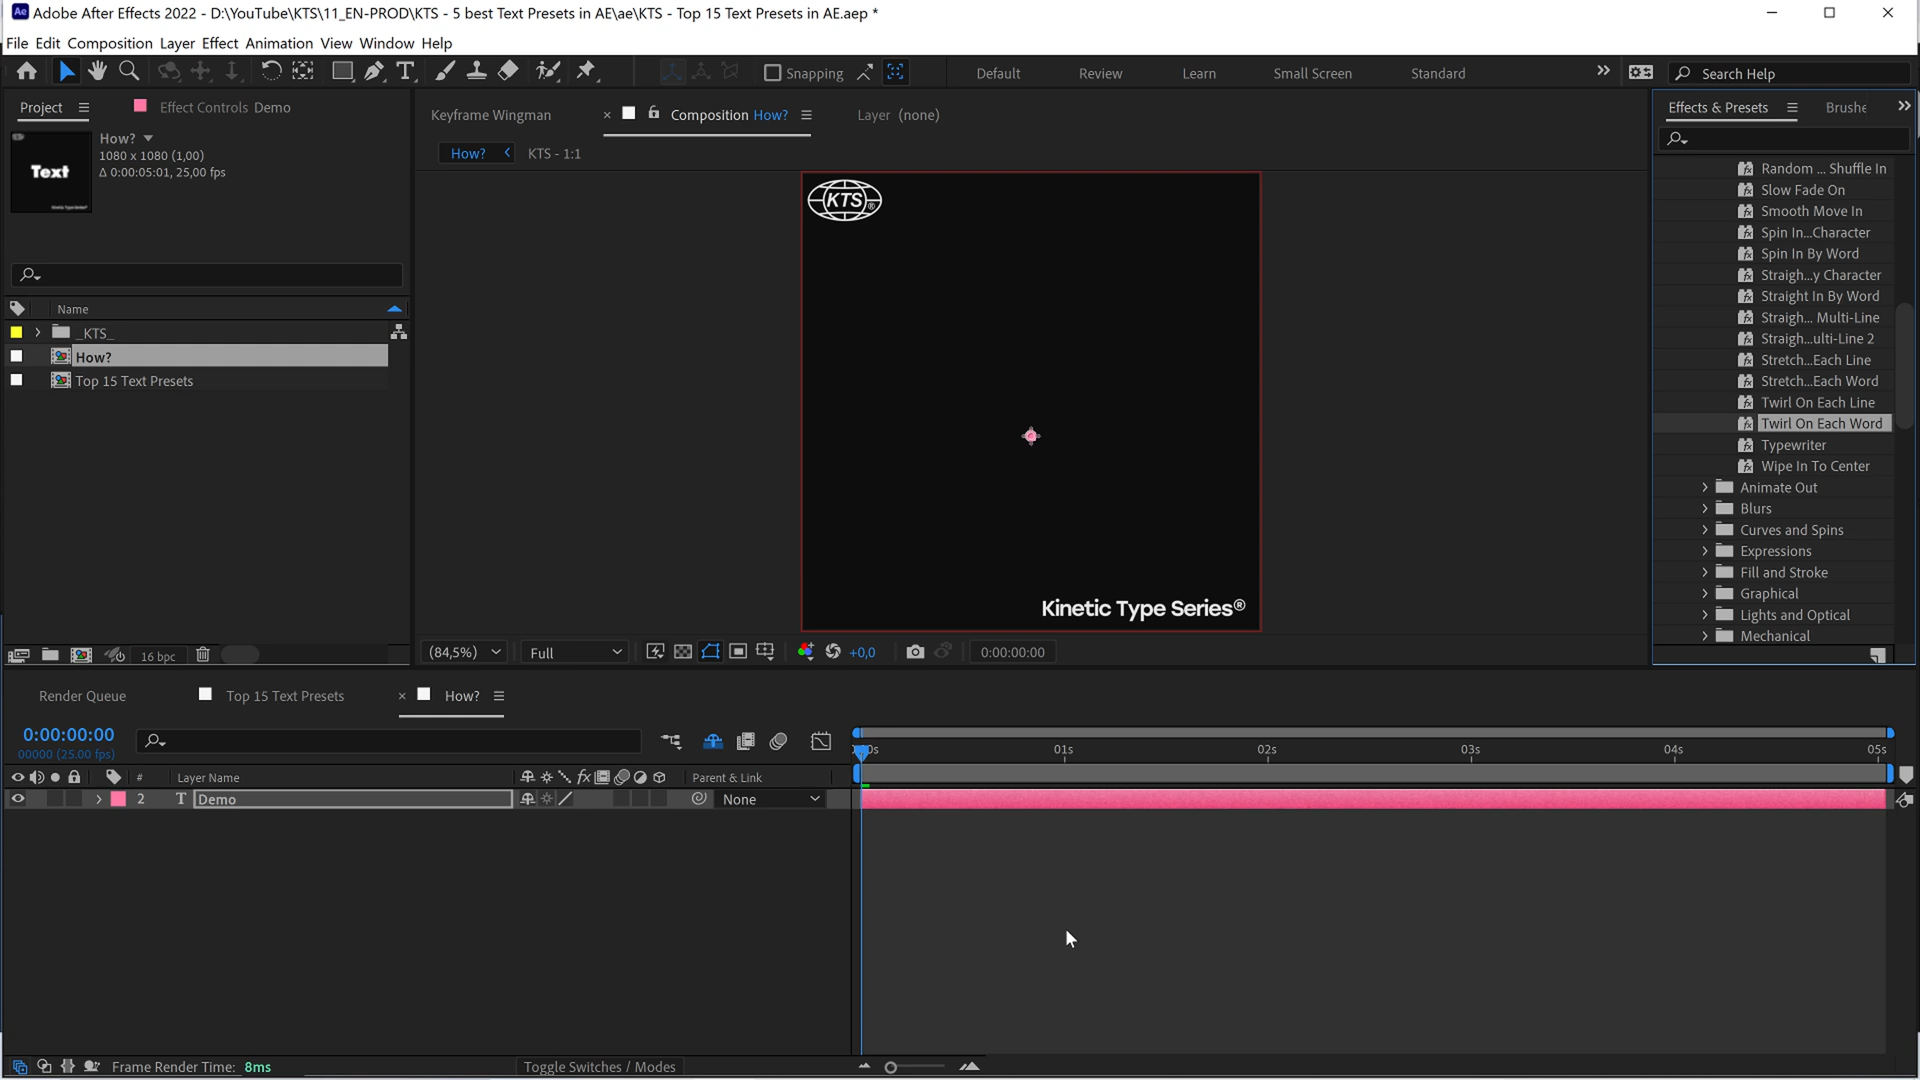 Adobe After Effects 2022 - D:\YouTube\KTS\11_EN-PROD\KTS - 5 best Text Presets in AE\ae\KTS - Top 15 Text Presets in AE.aep *
File Edit Composition Layer Effect Animation View Window Help
Snapping
Default Review Learn Small Screen Standard
Search Help
Project
Effect Controls Demo
How?
1080 x 1080 (1,00)
Δ 0:00:05:01, 25,00 fps
Text
Name
_KTS_
How?
Top 15 Text Presets
16 bpc
Keyframe Wingman
Composition How?
Layer (none)
How?
KTS - 1:1
KTS®
Kinetic Type Series®
(84,5%)
Full
+0,0
0:00:00:00
Effects & Presets
Brushe
Random ... Shuffle In
Slow Fade On
Smooth Move In
Spin In...Character
Spin In By Word
Straigh...y Character
Straight In By Word
Straigh... Multi-Line
Straigh...ulti-Line 2
Stretch...Each Line
Stretch...Each Word
Twirl On Each Line
Twirl On Each Word
Typewriter
Wipe In To Center
Animate Out
Blurs
Curves and Spins
Expressions
Fill and Stroke
Graphical
Lights and Optical
Mechanical
Render Queue
Top 15 Text Presets
How?
0:00:00:00
00000 (25.00 fps)
01s 02s 03s 04s 05s
# Layer Name
Parent & Link
2 T Demo
None
Frame Render Time: 8ms
Toggle Switches / Modes